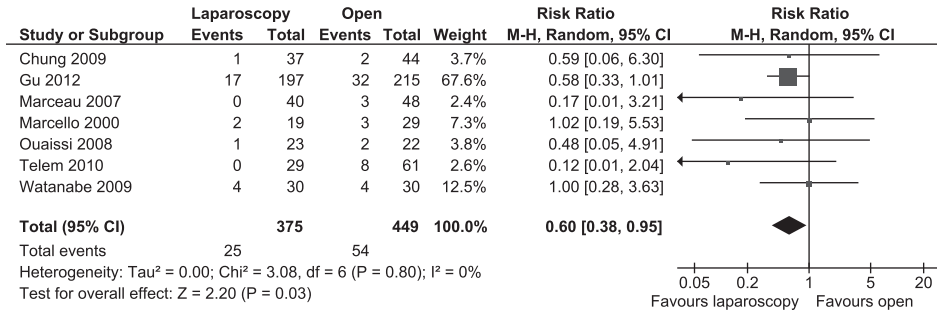 Laparoscopy Open Risk Ratio Risk Ratio
Study or Subgroup Events Total Events Total Weight M-H, Random, 95% CI M-H, Random, 95% CI
Chung 2009 1 37 2 44 3.7% 0.59 [0.06, 6.30]
Gu 2012 17 197 32 215 67.6% 0.58 [0.33, 1.01]
Marceau 2007 0 40 3 48 2.4% 0.17 [0.01, 3.21]
Marcello 2000 2 19 3 29 7.3% 1.02 [0.19, 5.53]
Ouaissi 2008 1 23 2 22 3.8% 0.48 [0.05, 4.91]
Telem 2010 0 29 8 61 2.6% 0.12 [0.01, 2.04]
Watanabe 2009 4 30 4 30 12.5% 1.00 [0.28, 3.63]
Total (95% CI) 375 449 100.0% 0.60 [0.38, 0.95]
Total events 25 54
Heterogeneity: Tau² = 0.00; Chi² = 3.08, df = 6 (P = 0.80); I² = 0%
Test for overall effect: Z = 2.20 (P = 0.03)
0.05 0.2 1 5 20
Favours laparoscopy Favours open